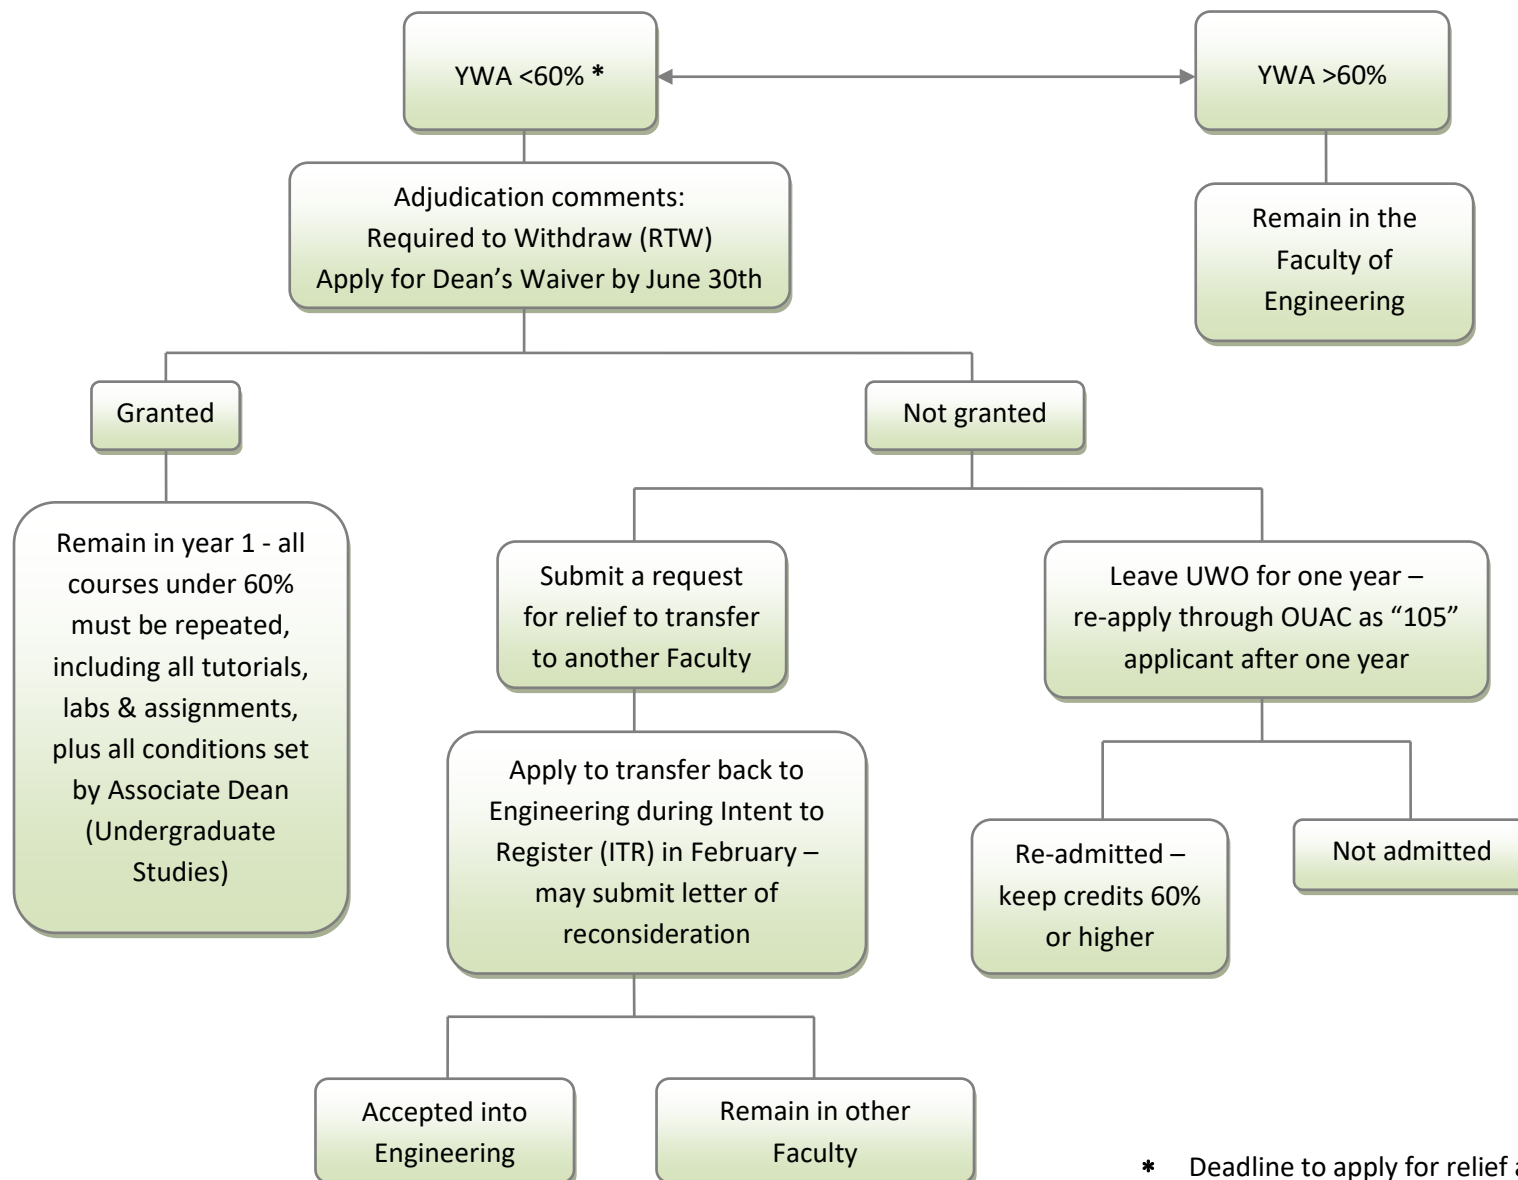 YWA <60% *
YWA >60%
Adjudication comments:
Required to Withdraw (RTW)
Apply for Dean’s Waiver by June 30th
Remain in the
Faculty of
Engineering
Granted
Not granted
Remain in year 1 - all
courses under 60%
must be repeated,
including all tutorials,
labs & assignments,
plus all conditions set
by Associate Dean
(Undergraduate
Studies)
Submit a request
for relief to transfer
to another Faculty
Leave UWO for one year –
re-apply through OUAC as “105”
applicant after one year
Apply to transfer back to
Engineering during Intent to
Register (ITR) in February –
may submit letter of
reconsideration
Re-admitted –
keep credits 60%
or higher
Not admitted
Accepted into
Engineering
Remain in other
Faculty
* Deadline to apply for relief